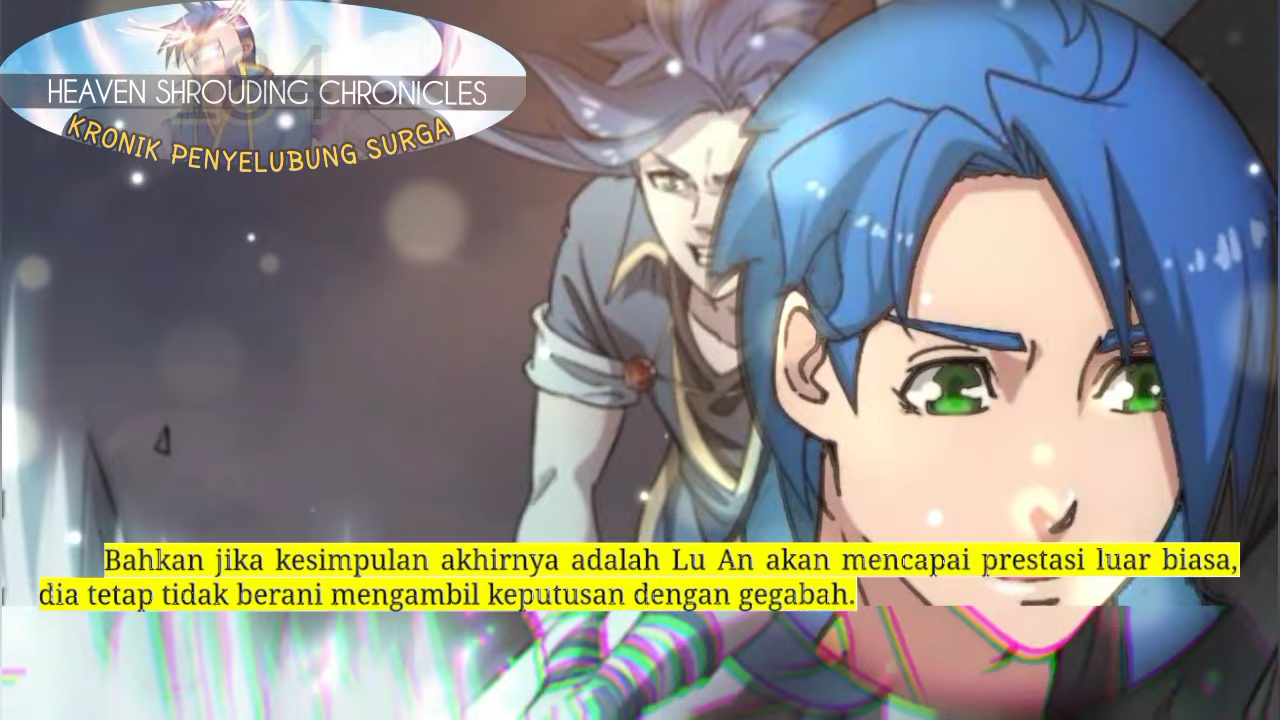 184
HEAVEN SHROUDING CHRONICLES
KRONIK PENYELUBUNG SURGA
Bahkan jika kesimpulan akhirnya adalah Lu An akan mencapai prestasi luar biasa,
dia tetap tidak berani mengambil keputusan dengan gegabah.